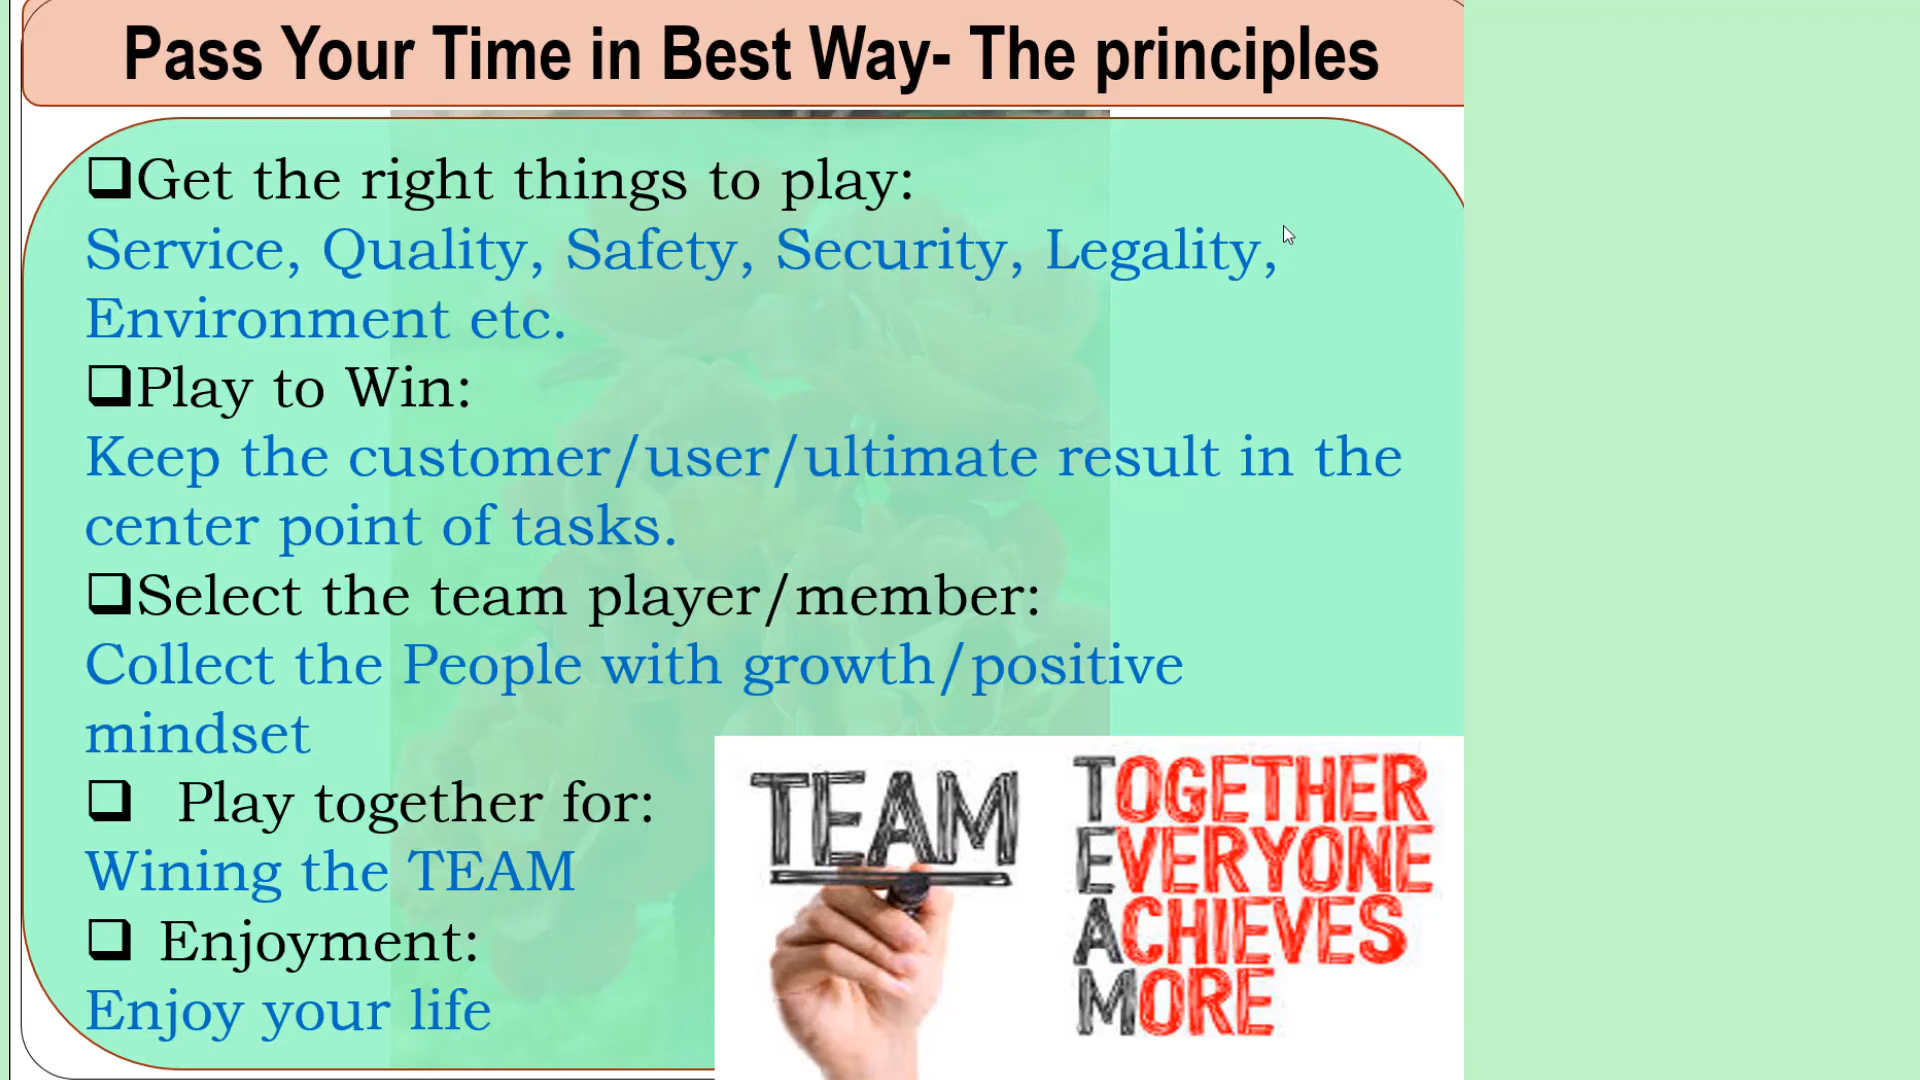 Pass Your Time in Best Way- The principles
❑Get the right things to play:
Service, Quality, Safety, Security, Legality,
Environment etc.
❑Play to Win:
Keep the customer/user/ultimate result in the
center point of tasks.
❑Select the team player/member:
Collect the People with growth/positive
mindset
❑ Play together for:
Wining the TEAM
❑ Enjoyment:
Enjoy your life
TEAM
TOGETHER
EVERYONE
ACHIEVES
MORE